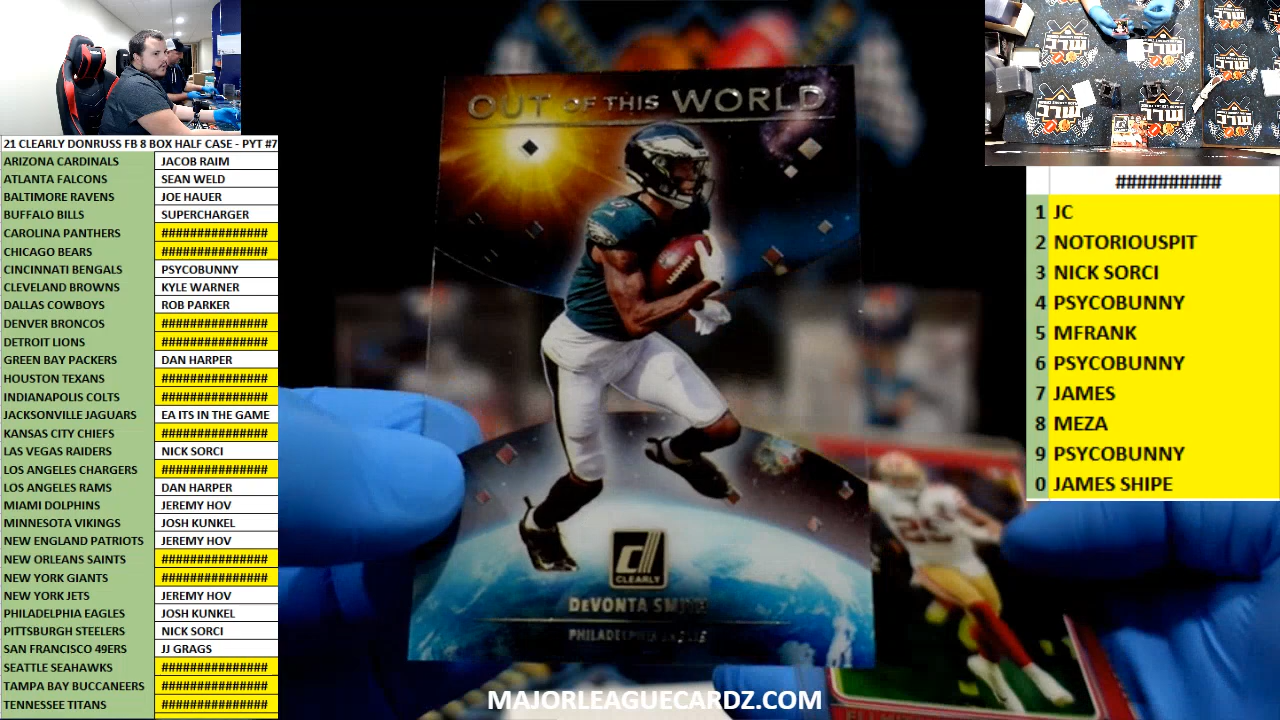 21 CLEARLY DONRUSS FB 8 BOX HALF CASE - PYT #7
ARIZONA CARDINALS JACOB RAIM
ATLANTA FALCONS SEAN WELD
BALTIMORE RAVENS JOE HAUER
BUFFALO BILLS SUPERCHARGER
CAROLINA PANTHERS ###############
CHICAGO BEARS ###############
CINCINNATI BENGALS PSYCOBUNNY
CLEVELAND BROWNS KYLE WARNER
DALLAS COWBOYS ROB PARKER
DENVER BRONCOS ###############
DETROIT LIONS ###############
GREEN BAY PACKERS DAN HARPER
HOUSTON TEXANS ###############
INDIANAPOLIS COLTS ###############
JACKSONVILLE JAGUARS EA ITS IN THE GAME
KANSAS CITY CHIEFS ###############
LAS VEGAS RAIDERS NICK SORCI
LOS ANGELES CHARGERS ###############
LOS ANGELES RAMS DAN HARPER
MIAMI DOLPHINS JEREMY HOV
MINNESOTA VIKINGS JOSH KUNKEL
NEW ENGLAND PATRIOTS JEREMY HOV
NEW ORLEANS SAINTS ###############
NEW YORK GIANTS ###############
NEW YORK JETS JEREMY HOV
PHILADELPHIA EAGLES JOSH KUNKEL
PITTSBURGH STEELERS NICK SORCI
SAN FRANCISCO 49ERS JJ GRAGS
SEATTLE SEAHAWKS ###############
TAMPA BAY BUCCANEERS ###############
TENNESSEE TITANS ###############
OUT OF THIS WORLD
CLEARLY
DEVONTA SMITH
PHILADELPHIA EAGLES
25
MAJORLEAGUECARDZ.COM
##########
1 JC
2 NOTORIOUSPIT
3 NICK SORCI
4 PSYCOBUNNY
5 MFRANK
6 PSYCOBUNNY
7 JAMES
8 MEZA
9 PSYCOBUNNY
0 JAMES SHIPE